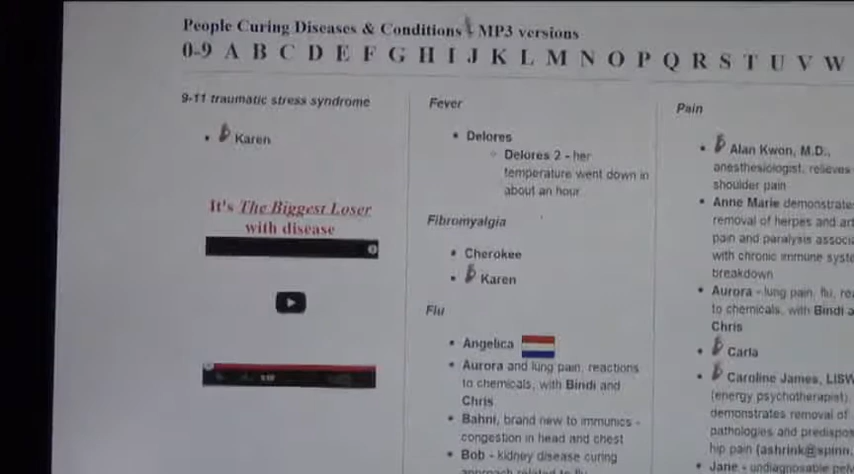 People Curing Diseases & Conditions - MP3 versions
0-9 A B C D E F G H I J K L M N O P Q R S T U V W
9-11 traumatic stress syndrome
Karen
It's The Biggest Loser
with disease
Fever
Delores
Delores 2 - her
temperature went down in
about an hour
Fibromyalgia
Cherokee
Karen
Flu
Angelica
Aurora and lung pain, reactions
to chemicals, with Bindi and
Chris
Bahni, brand new to immunics -
congestion in head and chest
Bob - kidney disease curing
approach related to flu
Pain
Alan Kwon, M.D.,
anesthesiologist, relieves
shoulder pain
Anne Marie demonstrates
removal of herpes and
pain and paralysis
with chronic immune
breakdown
Aurora - lung pain, flu,
to chemicals, with Bindi
Chris
Carla
Caroline James, LISW
(energy psychotherapist)
demonstrates removal of
pathologies and
hip pain
Jane - undiagnosable